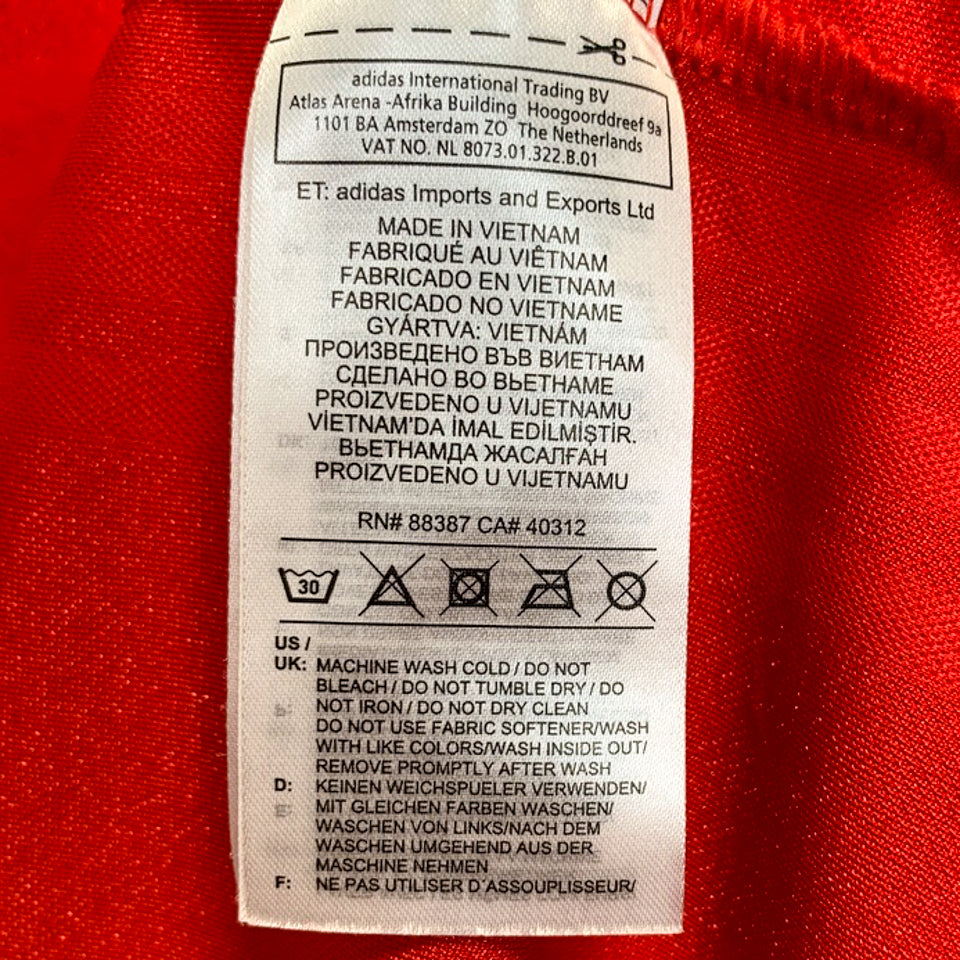 adidas International Trading BV
Atlas Arena -Afrika Building Hoogoorddreef 9a
1101 BA Amsterdam ZO The Netherlands
VAT NO. NL 8073.01.322.B.01
ET: adidas Imports and Exports Ltd
MADE IN VIETNAM
FABRIQUÉ AU VIÊTNAM
FABRICADO EN VIETNAM
FABRICADO NO VIETNAME
GYÁRTVA: VIETNÁM
ПРОИЗВЕДЕНО ВЪВ ВИЕТНАМ
СДЕЛАНО ВО ВЬЕТНАМЕ
PROIZVEDENO U VIJETNAMU
VİETNAM'DA İMAL EDİLMİŞTİR.
ВЬЕТНАМДА ЖАСАЛҒАН
PROIZVEDENO U VIJETNAMU
RN# 88387 CA# 40312
30
US /
UK: MACHINE WASH COLD / DO NOT
BLEACH / DO NOT TUMBLE DRY / DO
NOT IRON / DO NOT DRY CLEAN
DO NOT USE FABRIC SOFTENER/WASH
WITH LIKE COLORS/WASH INSIDE OUT/
REMOVE PROMPTLY AFTER WASH
D: KEINEN WEICHSPUELER VERWENDEN/
MIT GLEICHEN FARBEN WASCHEN/
WASCHEN VON LINKS/NACH DEM
WASCHEN UMGEHEND AUS DER
MASCHINE NEHMEN
F: NE PAS UTILISER D'ASSOUPLISSEUR/